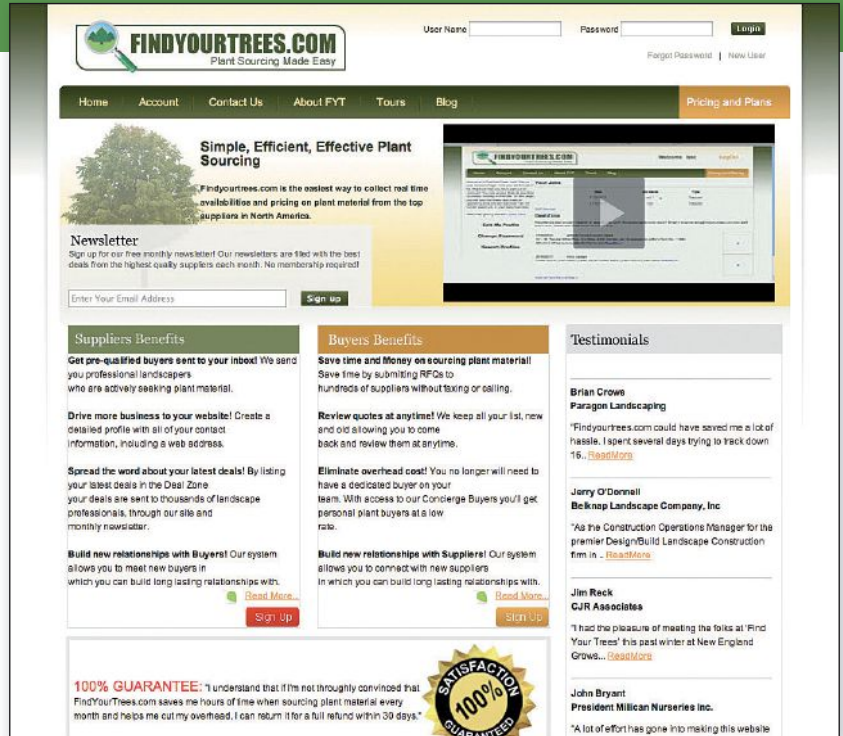 FINDYOURTREES.COM
Plant Sourcing Made Easy
User Name
Password
Login
Forgot Password | New User
Home
Account
Contact Us
About FYT
Tours
Blog
Pricing and Plans
Simple, Efficient, Effective Plant
Sourcing
Findyourtrees.com is the easiest way to collect real time
availabilities and pricing on plant material from the top
suppliers in North America.
Newsletter
Sign up for our free monthly newsletter! Our newsletters are filled with the best
deals from the highest quality suppliers each month. No membership required!
Enter Your Email Address
Sign up
FINDYOURTREES.COM
Suppliers Benefits
Get pre-qualified buyers sent to your inbox! We send
you professional landscapers
who are actively seeking plant material.
Drive more business to your website! Create a
detailed profile with all of your contact
information, including a web address.
Spread the word about your latest deals! By listing
your latest deals in the Deal Zone
your deals are sent to thousands of landscape
professionals, through our site and
monthly newsletter.
Build new relationships with Buyers! Our system
allows you to meet new buyers in
which you can build long lasting relationships with.
Read More..
Sign Up
Buyers Benefits
Save time and Money on sourcing plant material!
Save time by submitting RFQs to
hundreds of suppliers without faxing or calling.
Review quotes at anytime! We keep all your list, new
and old allowing you to come
back and review them at anytime.
Eliminate overhead cost! You no longer will need to
have a dedicated buyer on your
team. With access to our Concierge Buyers you'll get
personal plant buyers at a low
rate.
Build new relationships with Suppliers! Our system
allows you to connect with new suppliers
in which you can build long lasting relationships with.
Read More..
Sign Up
Testimonials
Brian Crowe
Paragon Landscaping
"Findyourtrees.com could have saved me a lot of
hassle. I spent several days trying to track down
16.. ReadMore
Jerry O'Donnell
Belknap Landscape Company, Inc
"As the Construction Operations Manager for the
premier Design/Build Landscape Construction
firm in .. ReadMore
Jim Reck
CJR Associates
"I had the pleasure of meeting the folks at 'Find
Your Trees' this past winter at New England
Grows... ReadMore
John Bryant
President Millican Nurseries Inc.
"A lot of effort has gone into making this website
100% GUARANTEE: "I understand that if I'm not throughly convinced that
FindYourTrees.com saves me hours of time when sourcing plant material every
month and helps me cut my overhead, I can return it for a full refund within 30 days."
SATISFACTION
100%
GUARANTEED